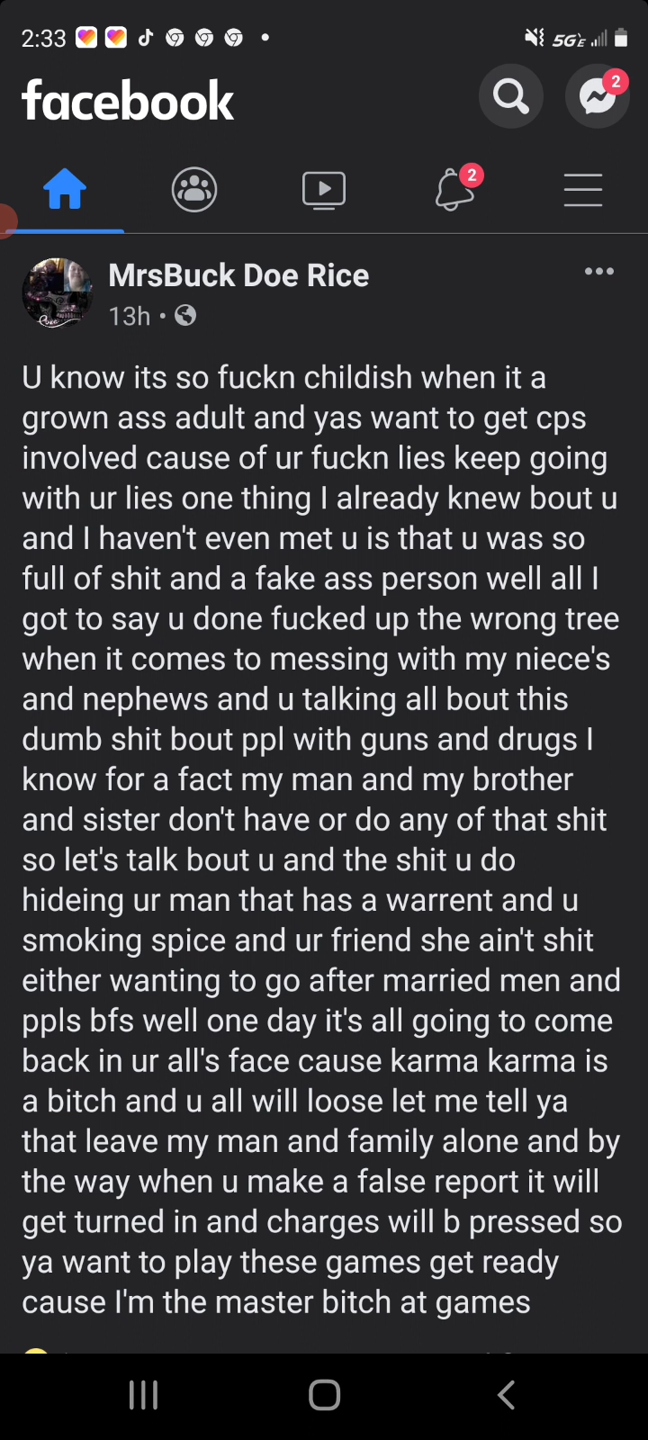 2:33
5GE
facebook
2
2
MrsBuck Doe Rice
13h •
U know its so fuckn childish when it a
grown ass adult and yas want to get cps
involved cause of ur fuckn lies keep going
with ur lies one thing I already knew bout u
and I haven't even met u is that u was so
full of shit and a fake ass person well all I
got to say u done fucked up the wrong tree
when it comes to messing with my niece's
and nephews and u talking all bout this
dumb shit bout ppl with guns and drugs I
know for a fact my man and my brother
and sister don't have or do any of that shit
so let's talk bout u and the shit u do
hideing ur man that has a warrent and u
smoking spice and ur friend she ain't shit
either wanting to go after married men and
ppls bfs well one day it's all going to come
back in ur all's face cause karma karma is
a bitch and u all will loose let me tell ya
that leave my man and family alone and by
the way when u make a false report it will
get turned in and charges will b pressed so
ya want to play these games get ready
cause I'm the master bitch at games